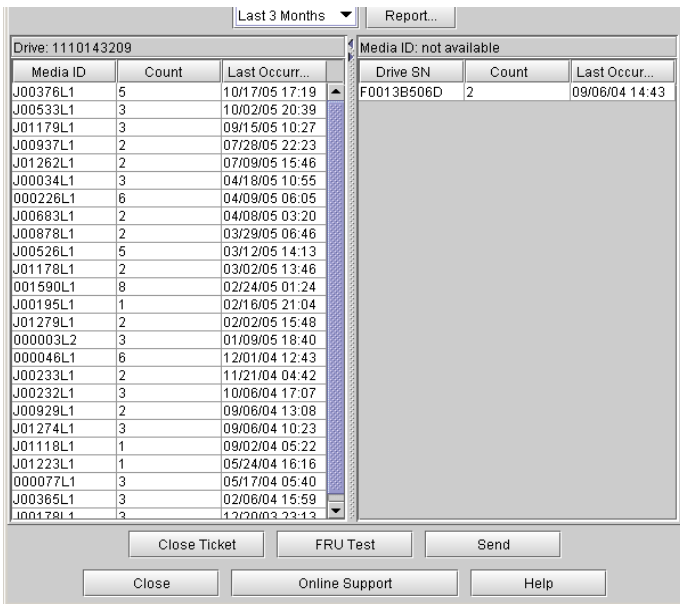 Last 3 Months Report...
Drive: 1110143209 Media ID: not available
Media ID Count Last Occurr... Drive SN Count Last Occur...
J00376L1 5 10/17/05 17:19 F0013B506D 2 09/06/04 14:43
J00533L1 3 10/02/05 20:39
J01179L1 3 09/15/05 10:27
J00937L1 2 07/28/05 22:23
J01262L1 2 07/09/05 15:46
J00034L1 3 04/18/05 10:55
000226L1 6 04/09/05 06:05
J00683L1 2 04/08/05 03:20
J00878L1 2 03/29/05 06:46
J00526L1 5 03/12/05 14:13
J01178L1 2 03/02/05 13:46
001590L1 8 02/24/05 01:24
J00195L1 1 02/16/05 21:04
J01279L1 2 02/02/05 15:48
000003L2 3 01/09/05 18:40
000046L1 6 12/01/04 12:43
J00233L1 2 11/21/04 04:42
J00232L1 3 10/06/04 17:07
J00929L1 2 09/06/04 13:08
J01274L1 3 09/06/04 10:23
J01118L1 1 09/02/04 05:22
J01223L1 1 05/24/04 16:16
000077L1 3 05/17/04 05:40
J00365L1 3 02/06/04 15:59
J00178L1 3 12/20/03 23:13
Close Ticket FRU Test Send
Close Online Support Help